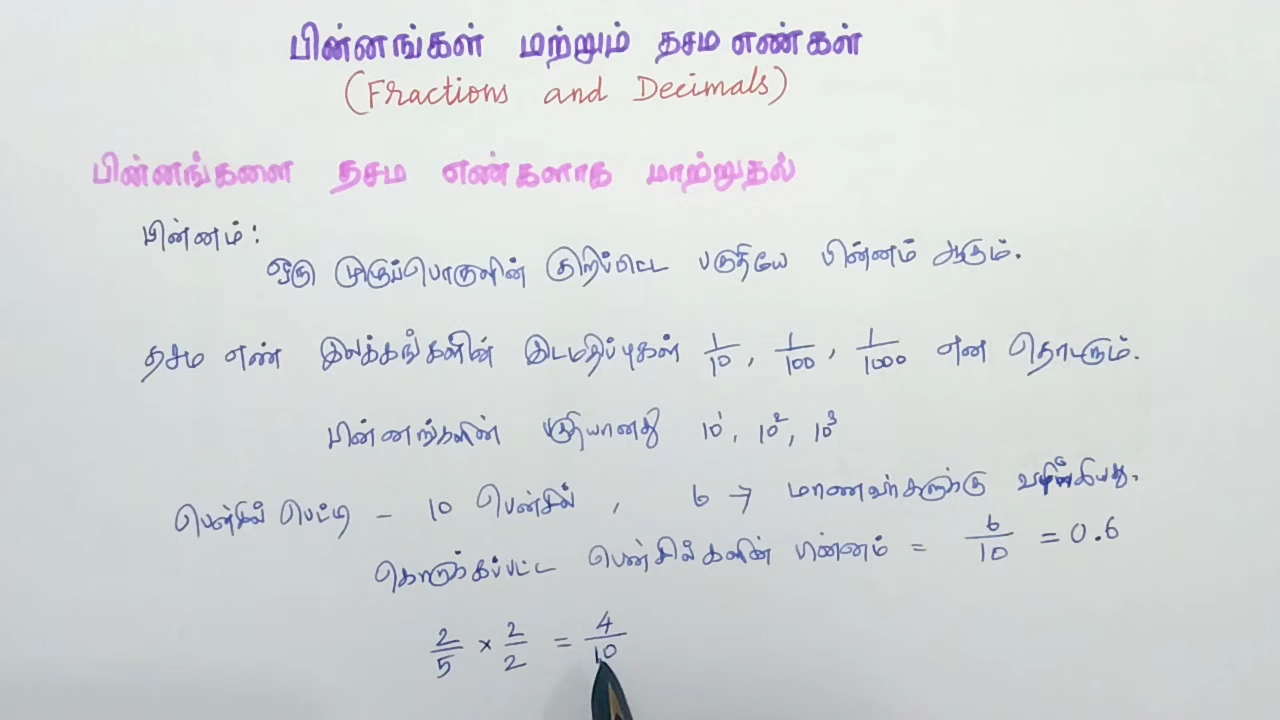 பின்னங்கள் மற்றும் தசம எண்கள்
(Fractions and Decimals)
பின்னங்களை தசம எண்களாக மாற்றுதல்
பின்னம் :
ஒரு முழுப்பொருளின் குறிப்பிட்ட பகுதியே பின்னம் ஆகும்.
தசம எண் இலக்கங்களின் இடமதிப்புகள் 1/10 , 1/100 , 1/1000 என தொடரும்.
பின்னங்களின் பகுதியானது 10¹, 10², 10³
பென்சில் பெட்டி - 10 பென்சில் , 6 → மாணவர்களுக்கு வழங்கியது.
கொடுக்கப்பட்ட பென்சில்களின் பின்னம் = 6/10 = 0.6
2/5 × 2/2 = 4/10